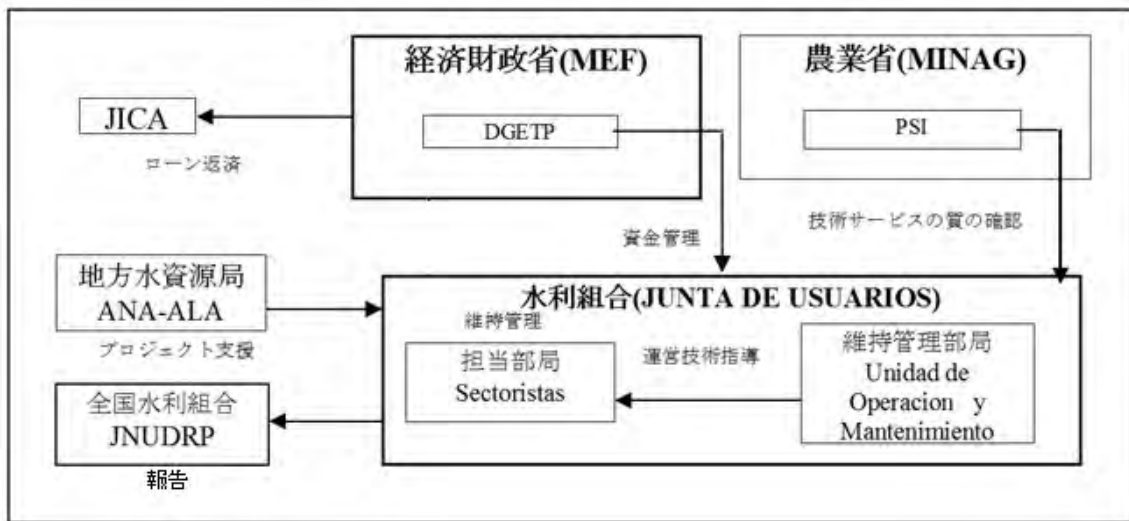 経済財政省(MEF)
農業省(MINAG)
JICA
DGETP
PSI
ローン返済
技術サービスの質の確認
資金管理
地方水資源局
ANA-ALA
プロジェクト支援
水利組合(JUNTA DE USUARIOS)
維持管理
担当部局
Sectoristas
運営技術指導
維持管理部局
Unidad de
Operacion y
Mantenimiento
全国水利組合
JNUDRP
報告